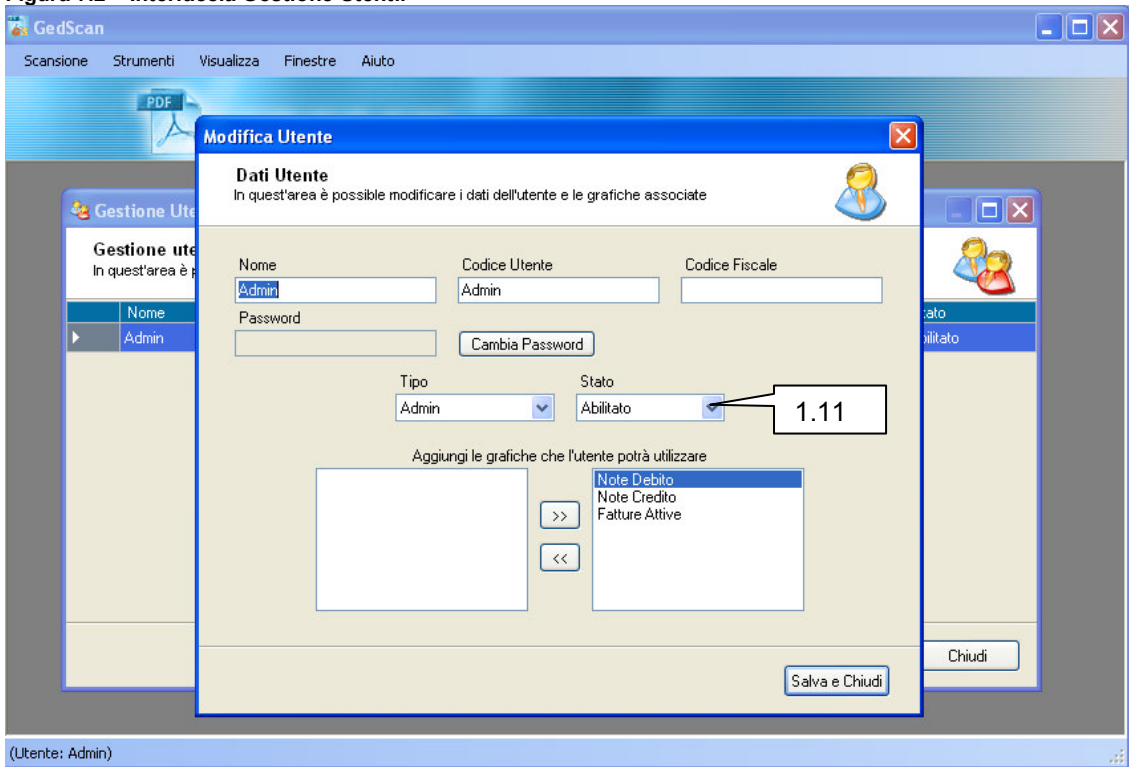 GedScan
Scansione Strumenti Visualizza Finestre Aiuto
PDF
Modifica Utente
Dati Utente
In quest'area è possibile modificare i dati dell'utente e le grafiche associate
Gestione Ute
Gestione ute
In quest'area è p
Nome Codice Utente Codice Fiscale
Admin Admin
Password
Cambia Password
Nome
Admin
tato
bilitato
Tipo Stato
Admin Abilitato
1.11
Aggiungi le grafiche che l'utente potrà utilizzare
Note Debito
Note Credito
Fatture Attive
>>
<<
Chiudi
Salva e Chiudi
(Utente: Admin)